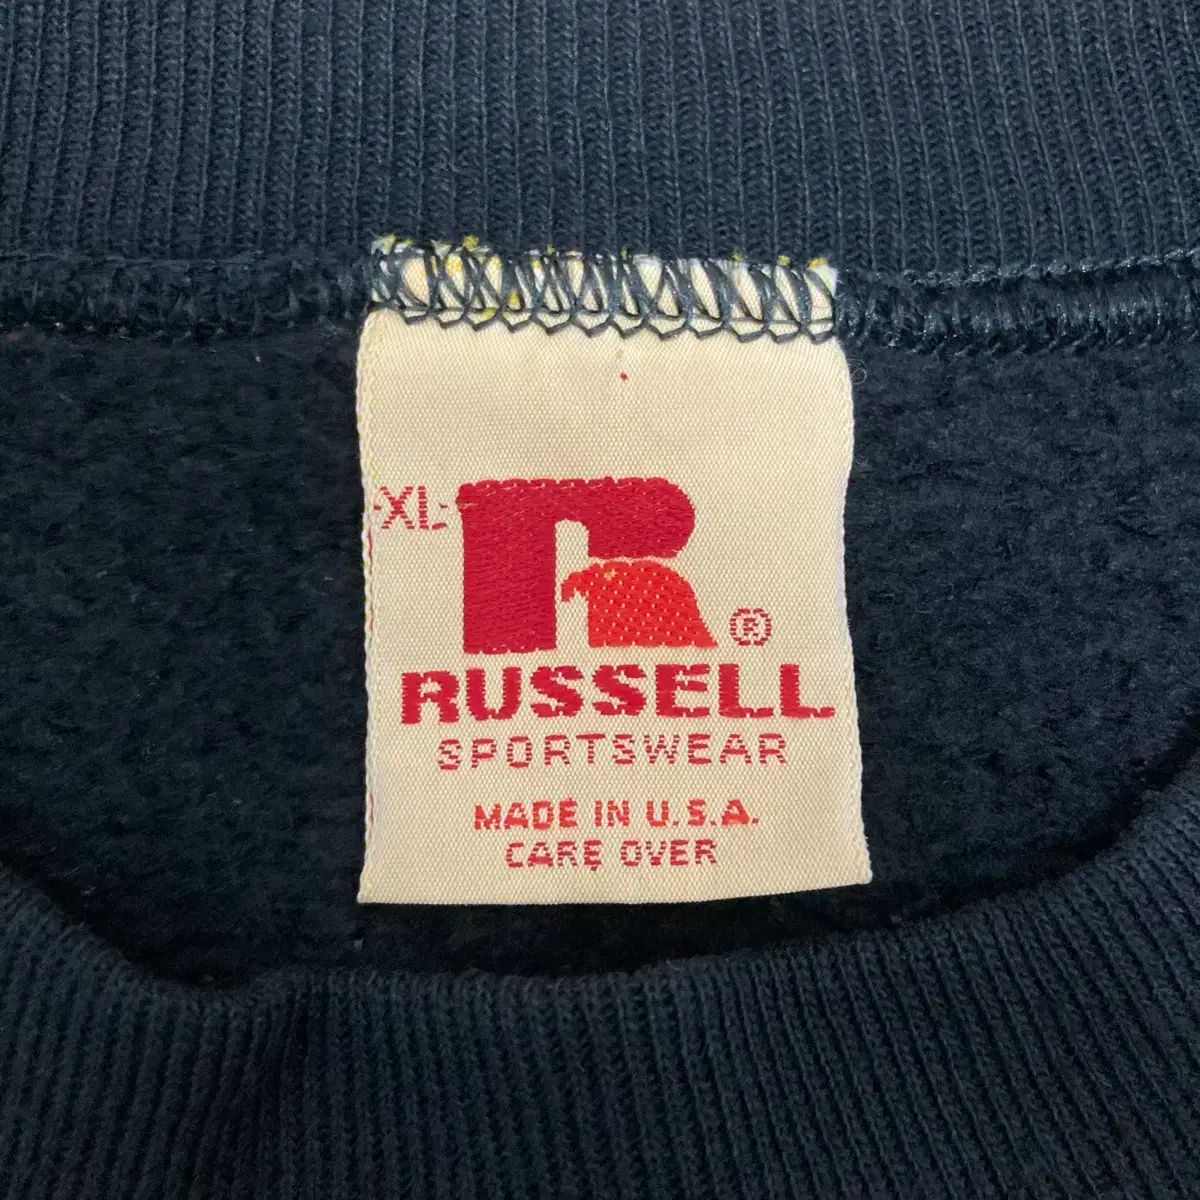 -XL-
R
®
RUSSELL
SPORTSWEAR
MADE IN U.S.A.
CARE OVER